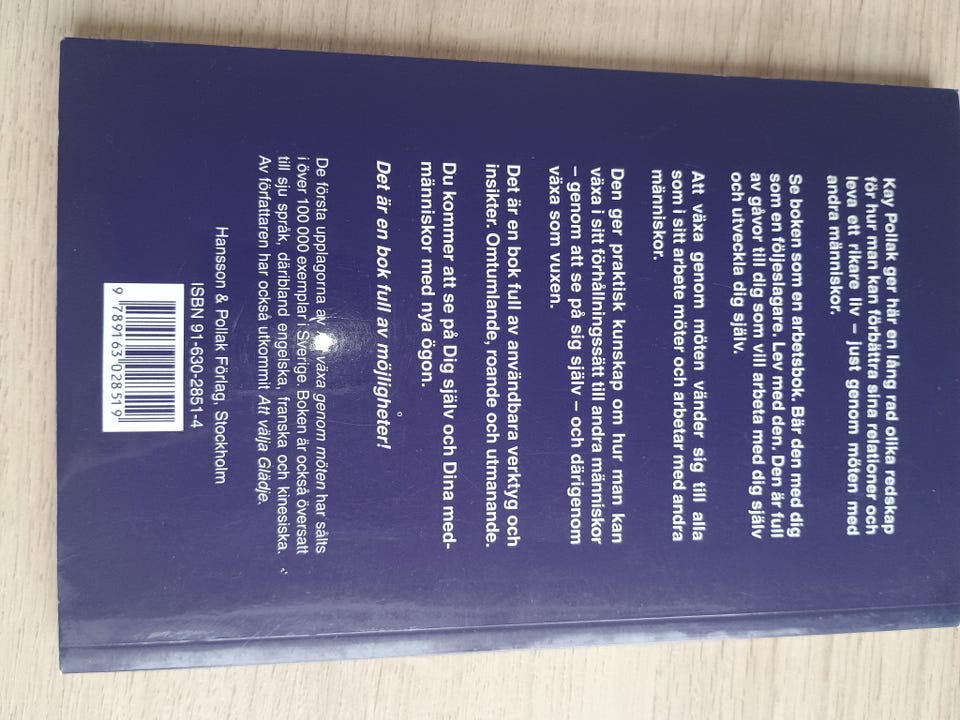 Kay Pollak ger här en lång rad olika redskap
för hur man kan förbättra sina relationer och
leva ett rikare liv – just genom möten med
andra människor.
Se boken som en arbetsbok. Bär den med dig
som en följeslagare. Lev med den. Den är full
av gåvor till dig som vill arbeta med dig själv
och utveckla dig själv.
Att växa genom möten vänder sig till alla
som i sitt arbete möter och arbetar med andra
människor.
Den ger praktisk kunskap om hur man kan
växa i sitt förhållningssätt till andra människor
– genom att se på sig själv – och därigenom
växa som vuxen.
Det är en bok full av användbara verktyg och
insikter. Omtumlande, roande och utmanande.
Du kommer att se på Dig själv och Dina med-
människor med nya ögon.
Det är en bok full av möjligheter!
De första upplagorna av växa genom möten har sålts
i över 100 000 exemplar i Sverige. Boken är också översatt
till sju språk, däribland engelska, franska och kinesiska.
Av författaren har också utkommit Att välja Glädje.
Hansson & Pollak Förlag, Stockholm
ISBN 91-630-2851-4
9 789163 028519